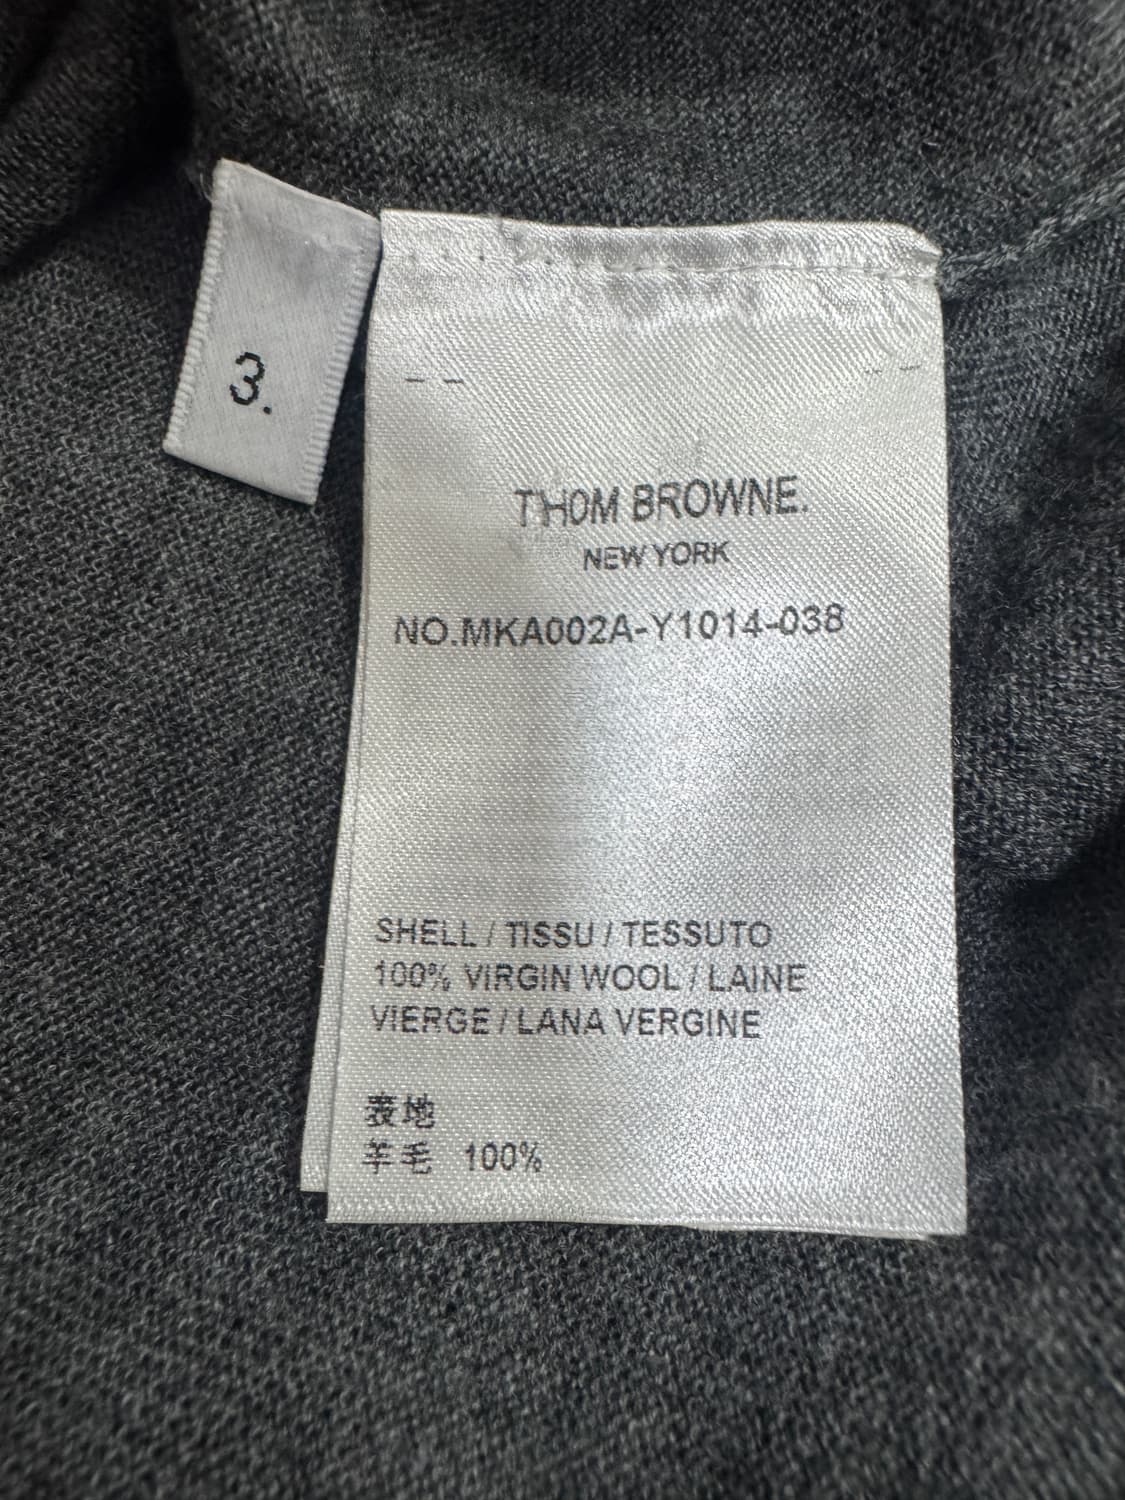 3.
THOM BROWNE.
NEW YORK
NO.MKA002A-Y1014-038
SHELL / TISSU / TESSUTO
100% VIRGIN WOOL / LAINE
VIERGE / LANA VERGINE
表地
羊毛 100%